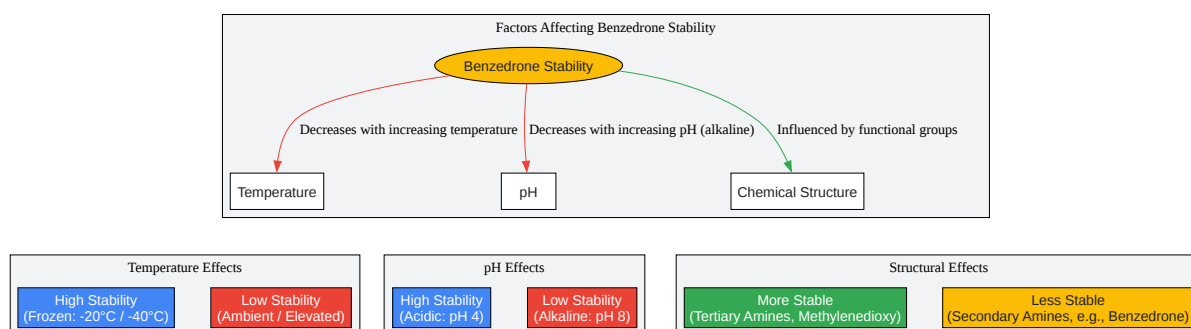 Factors Affecting Benzedrone Stability
Benzedrone Stability
Decreases with increasing temperature
Decreases with increasing pH (alkaline)
Influenced by functional groups
Temperature
pH
Chemical Structure
Temperature Effects
High Stability
(Frozen: -20°C / -40°C)
Low Stability
(Ambient / Elevated)
pH Effects
High Stability
(Acidic: pH 4)
Low Stability
(Alkaline: pH 8)
Structural Effects
More Stable
(Tertiary Amines, Methylenedioxy)
Less Stable
(Secondary Amines, e.g., Benzedrone)